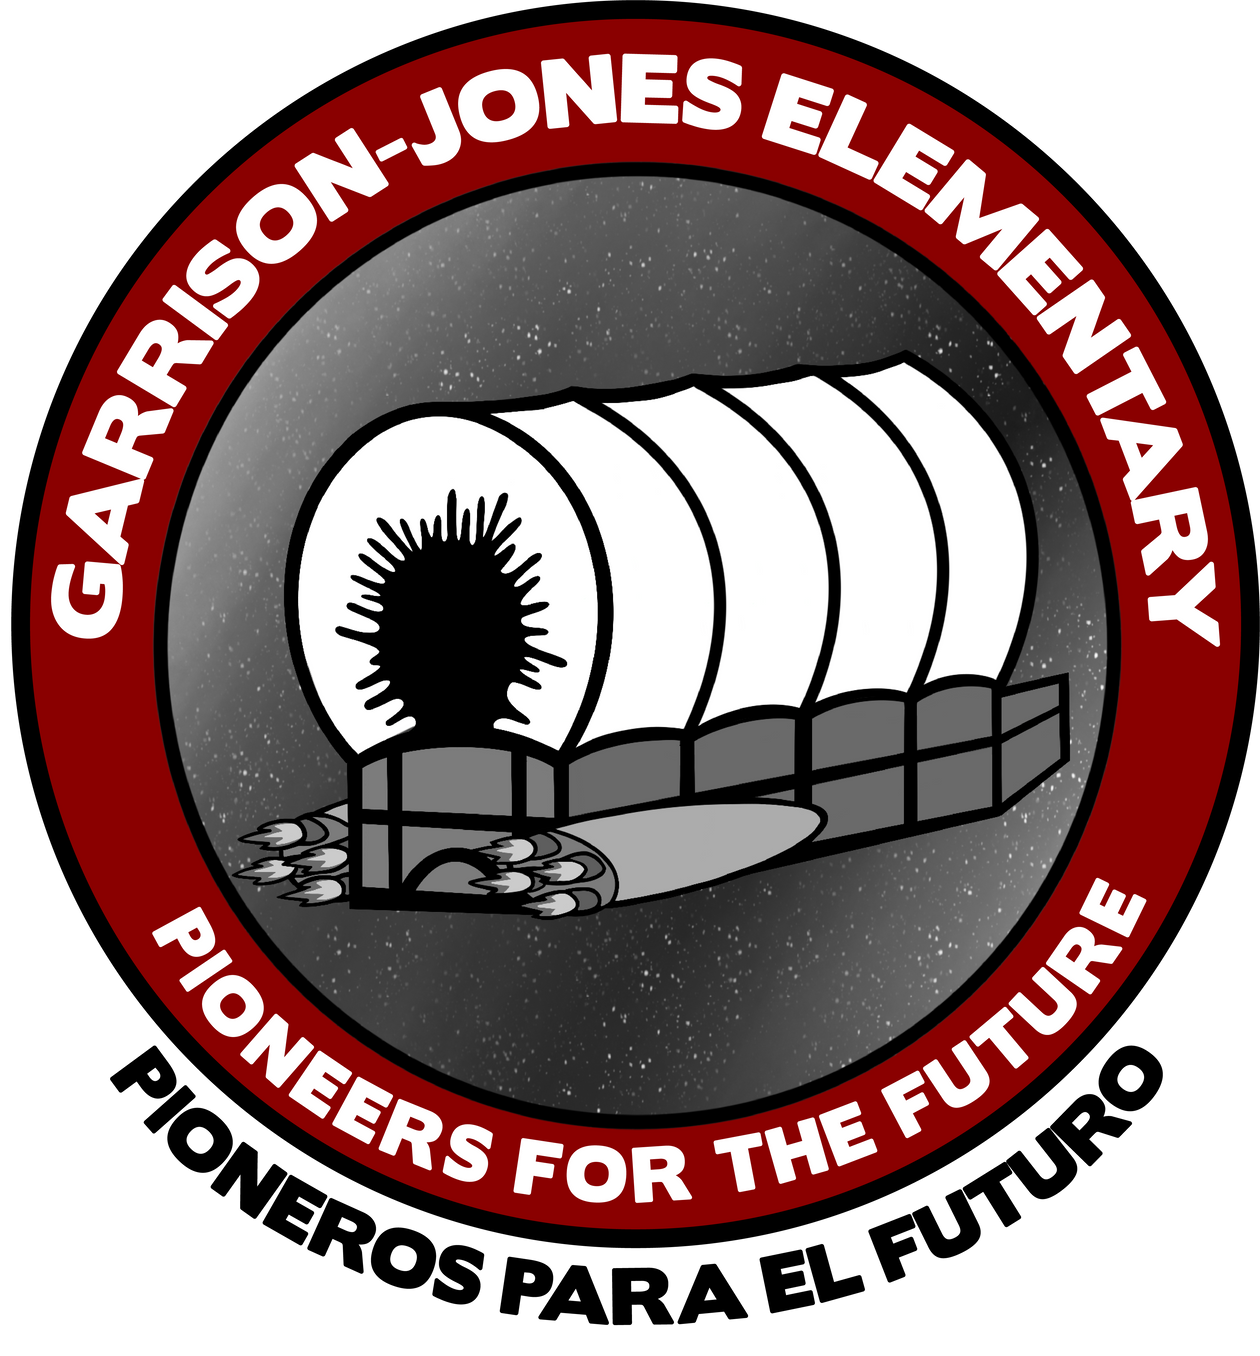 GARRISON-JONES ELEMENTARY
PIONEERS FOR THE FUTURE
PIONEROS PARA EL FUTURO